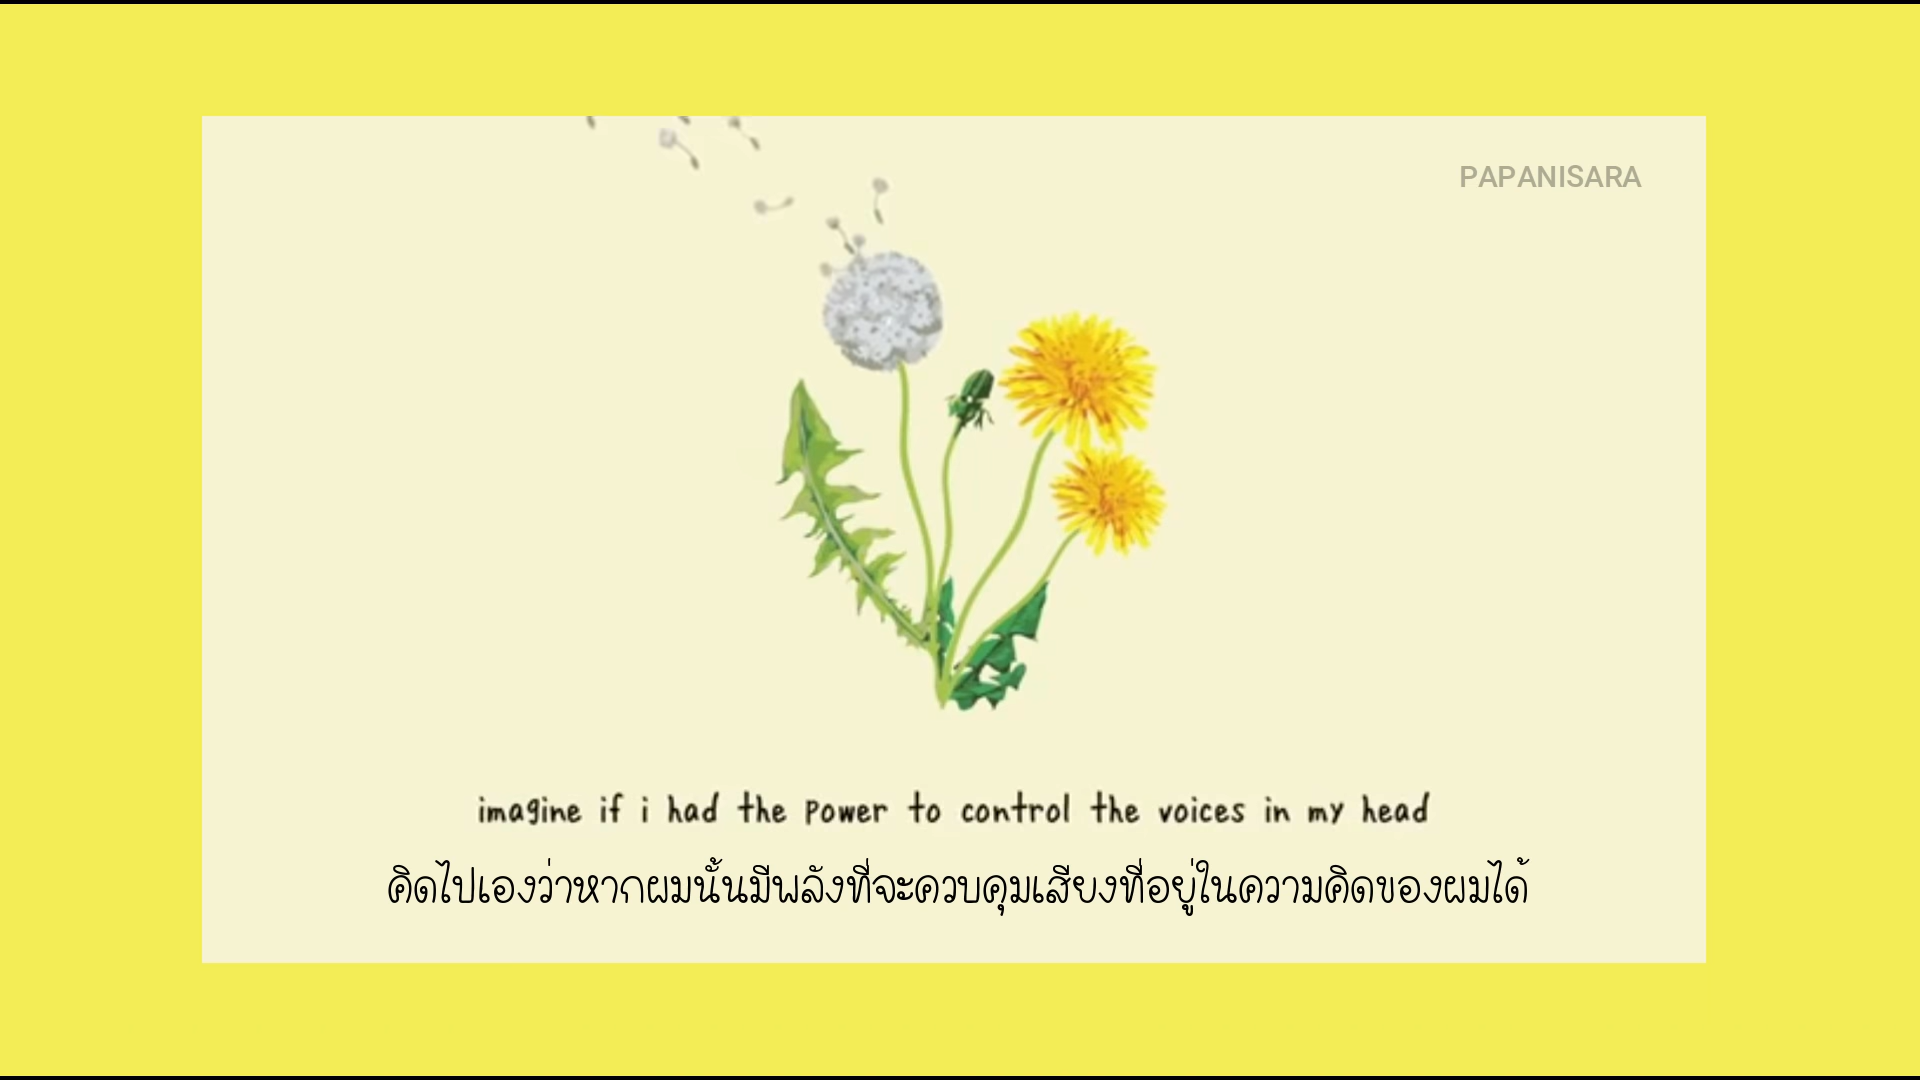 PAPANISARA
imagine if i had the power to control the voices in my head
คิดไปเองว่าหากผมนั้นมีพลังที่จะควบคุมเสียงที่อยู่ในความคิดของผมได้